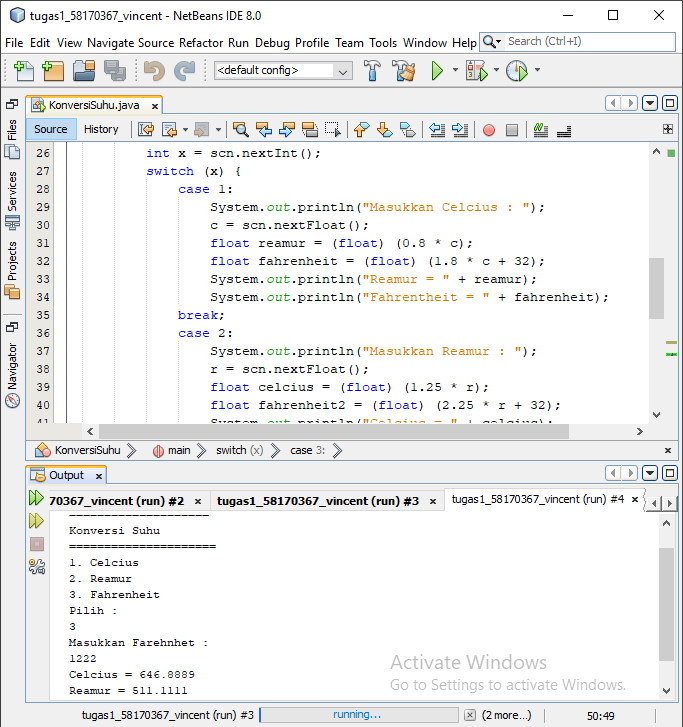 tugas1_58170367_vincent - NetBeans IDE 8.0
File Edit View Navigate Source Refactor Run Debug Profile Team Tools Window Help
Search (Ctrl+I)
<default config>
KonversiSuhu.java
Source History
Files
Services
Projects
Navigator
26 int x = scn.nextInt();
27 switch (x) {
28 case 1:
29 System.out.println("Masukkan Celcius : ");
30 c = scn.nextFloat();
31 float reamur = (float) (0.8 * c);
32 float fahrenheit = (float) (1.8 * c + 32);
33 System.out.println("Reamur = " + reamur);
34 System.out.println("Fahrentheit = " + fahrenheit);
35 break;
36 case 2:
37 System.out.println("Masukkan Reamur : ");
38 r = scn.nextFloat();
39 float celcius = (float) (1.25 * r);
40 float fahrenheit2 = (float) (2.25 * r + 32);
41 System.out.println("Celcius = " + celcius);
KonversiSuhu main switch (x) case 3:
Output
70367_vincent (run) #2 tugas1_58170367_vincent (run) #3 tugas1_58170367_vincent (run) #4
=====================
Konversi Suhu
=====================
1. Celcius
2. Reamur
3. Fahrenheit
Pilih :
3
Masukkan Farehnhet :
1222
Celcius = 646.8889
Reamur = 511.1111
Activate Windows
Go to Settings to activate Windows.
tugas1_58170367_vincent (run) #3 running... (2 more...) 50:49